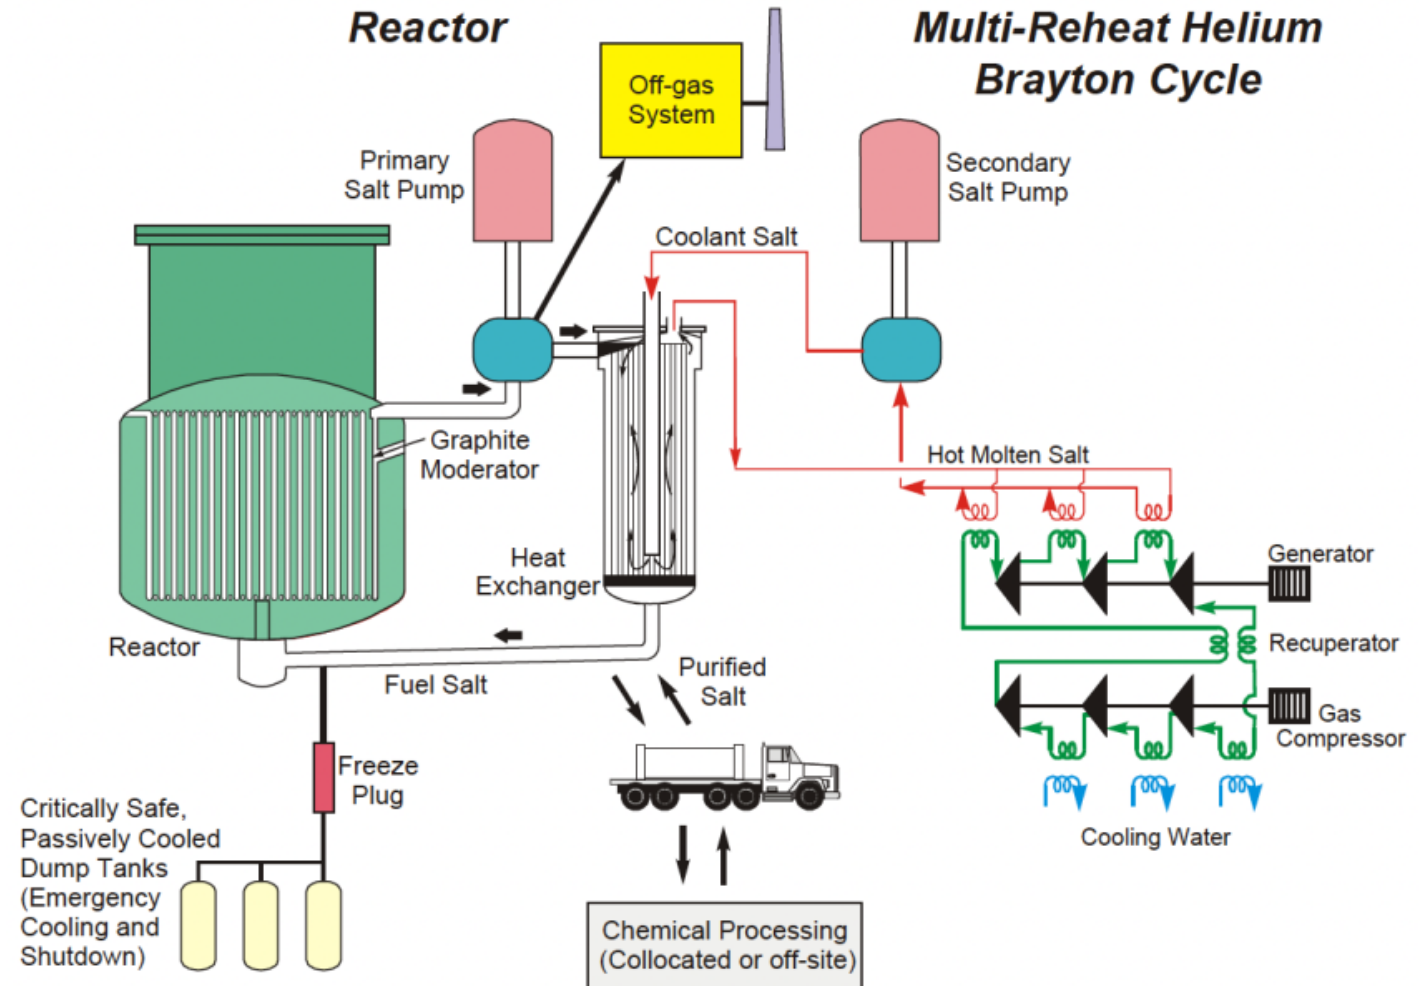 Reactor
Multi-Reheat Helium
Brayton Cycle
Off-gas
System
Primary
Salt Pump
Secondary
Salt Pump
Coolant Salt
Graphite
Moderator
Hot Molten Salt
Heat
Exchanger
Generator
Reactor
Recuperator
Fuel Salt
Purified
Salt
Gas
Compressor
Freeze
Plug
Critically Safe,
Passively Cooled
Dump Tanks
(Emergency
Cooling and
Shutdown)
Cooling Water
Chemical Processing
(Collocated or off-site)